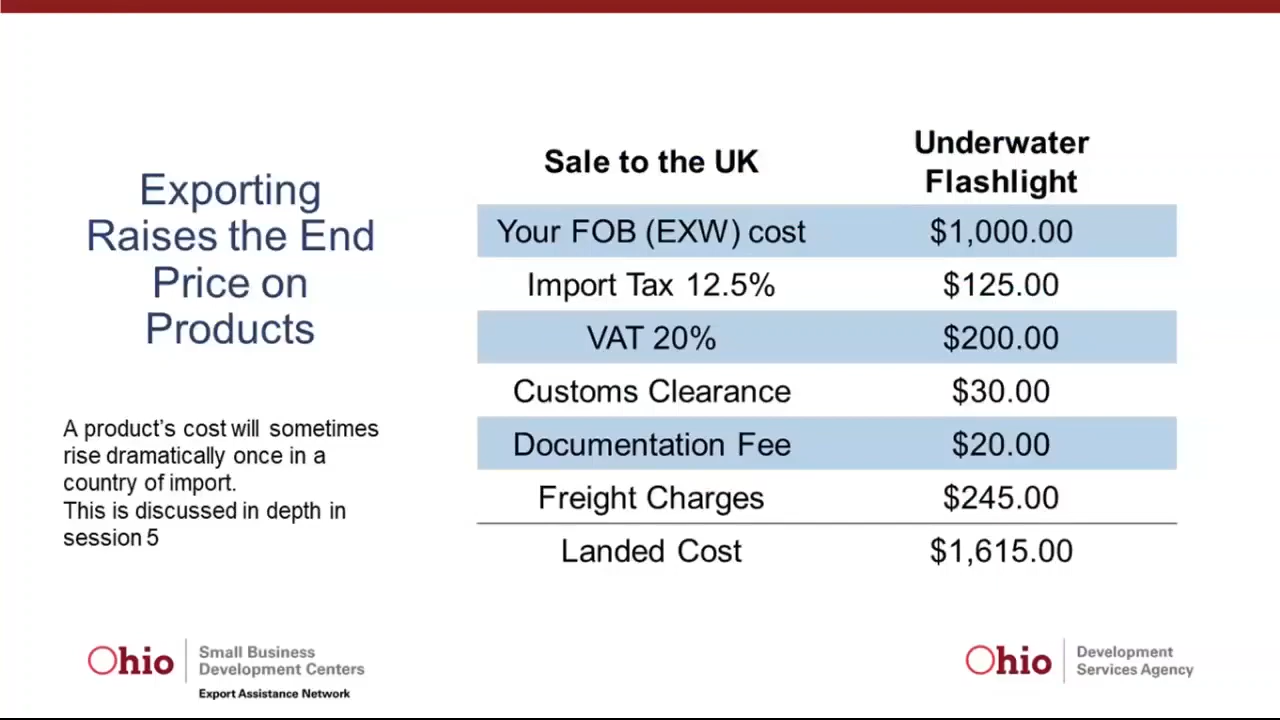 Exporting
Raises the End
Price on
Products
A product's cost will sometimes
rise dramatically once in a
country of import.
This is discussed in depth in
session 5
Sale to the UK
Underwater
Flashlight
Your FOB (EXW) cost $1,000.00
Import Tax 12.5% $125.00
VAT 20% $200.00
Customs Clearance $30.00
Documentation Fee $20.00
Freight Charges $245.00
Landed Cost $1,615.00
Ohio
Small Business
Development Centers
Export Assistance Network
Ohio
Development
Services Agency